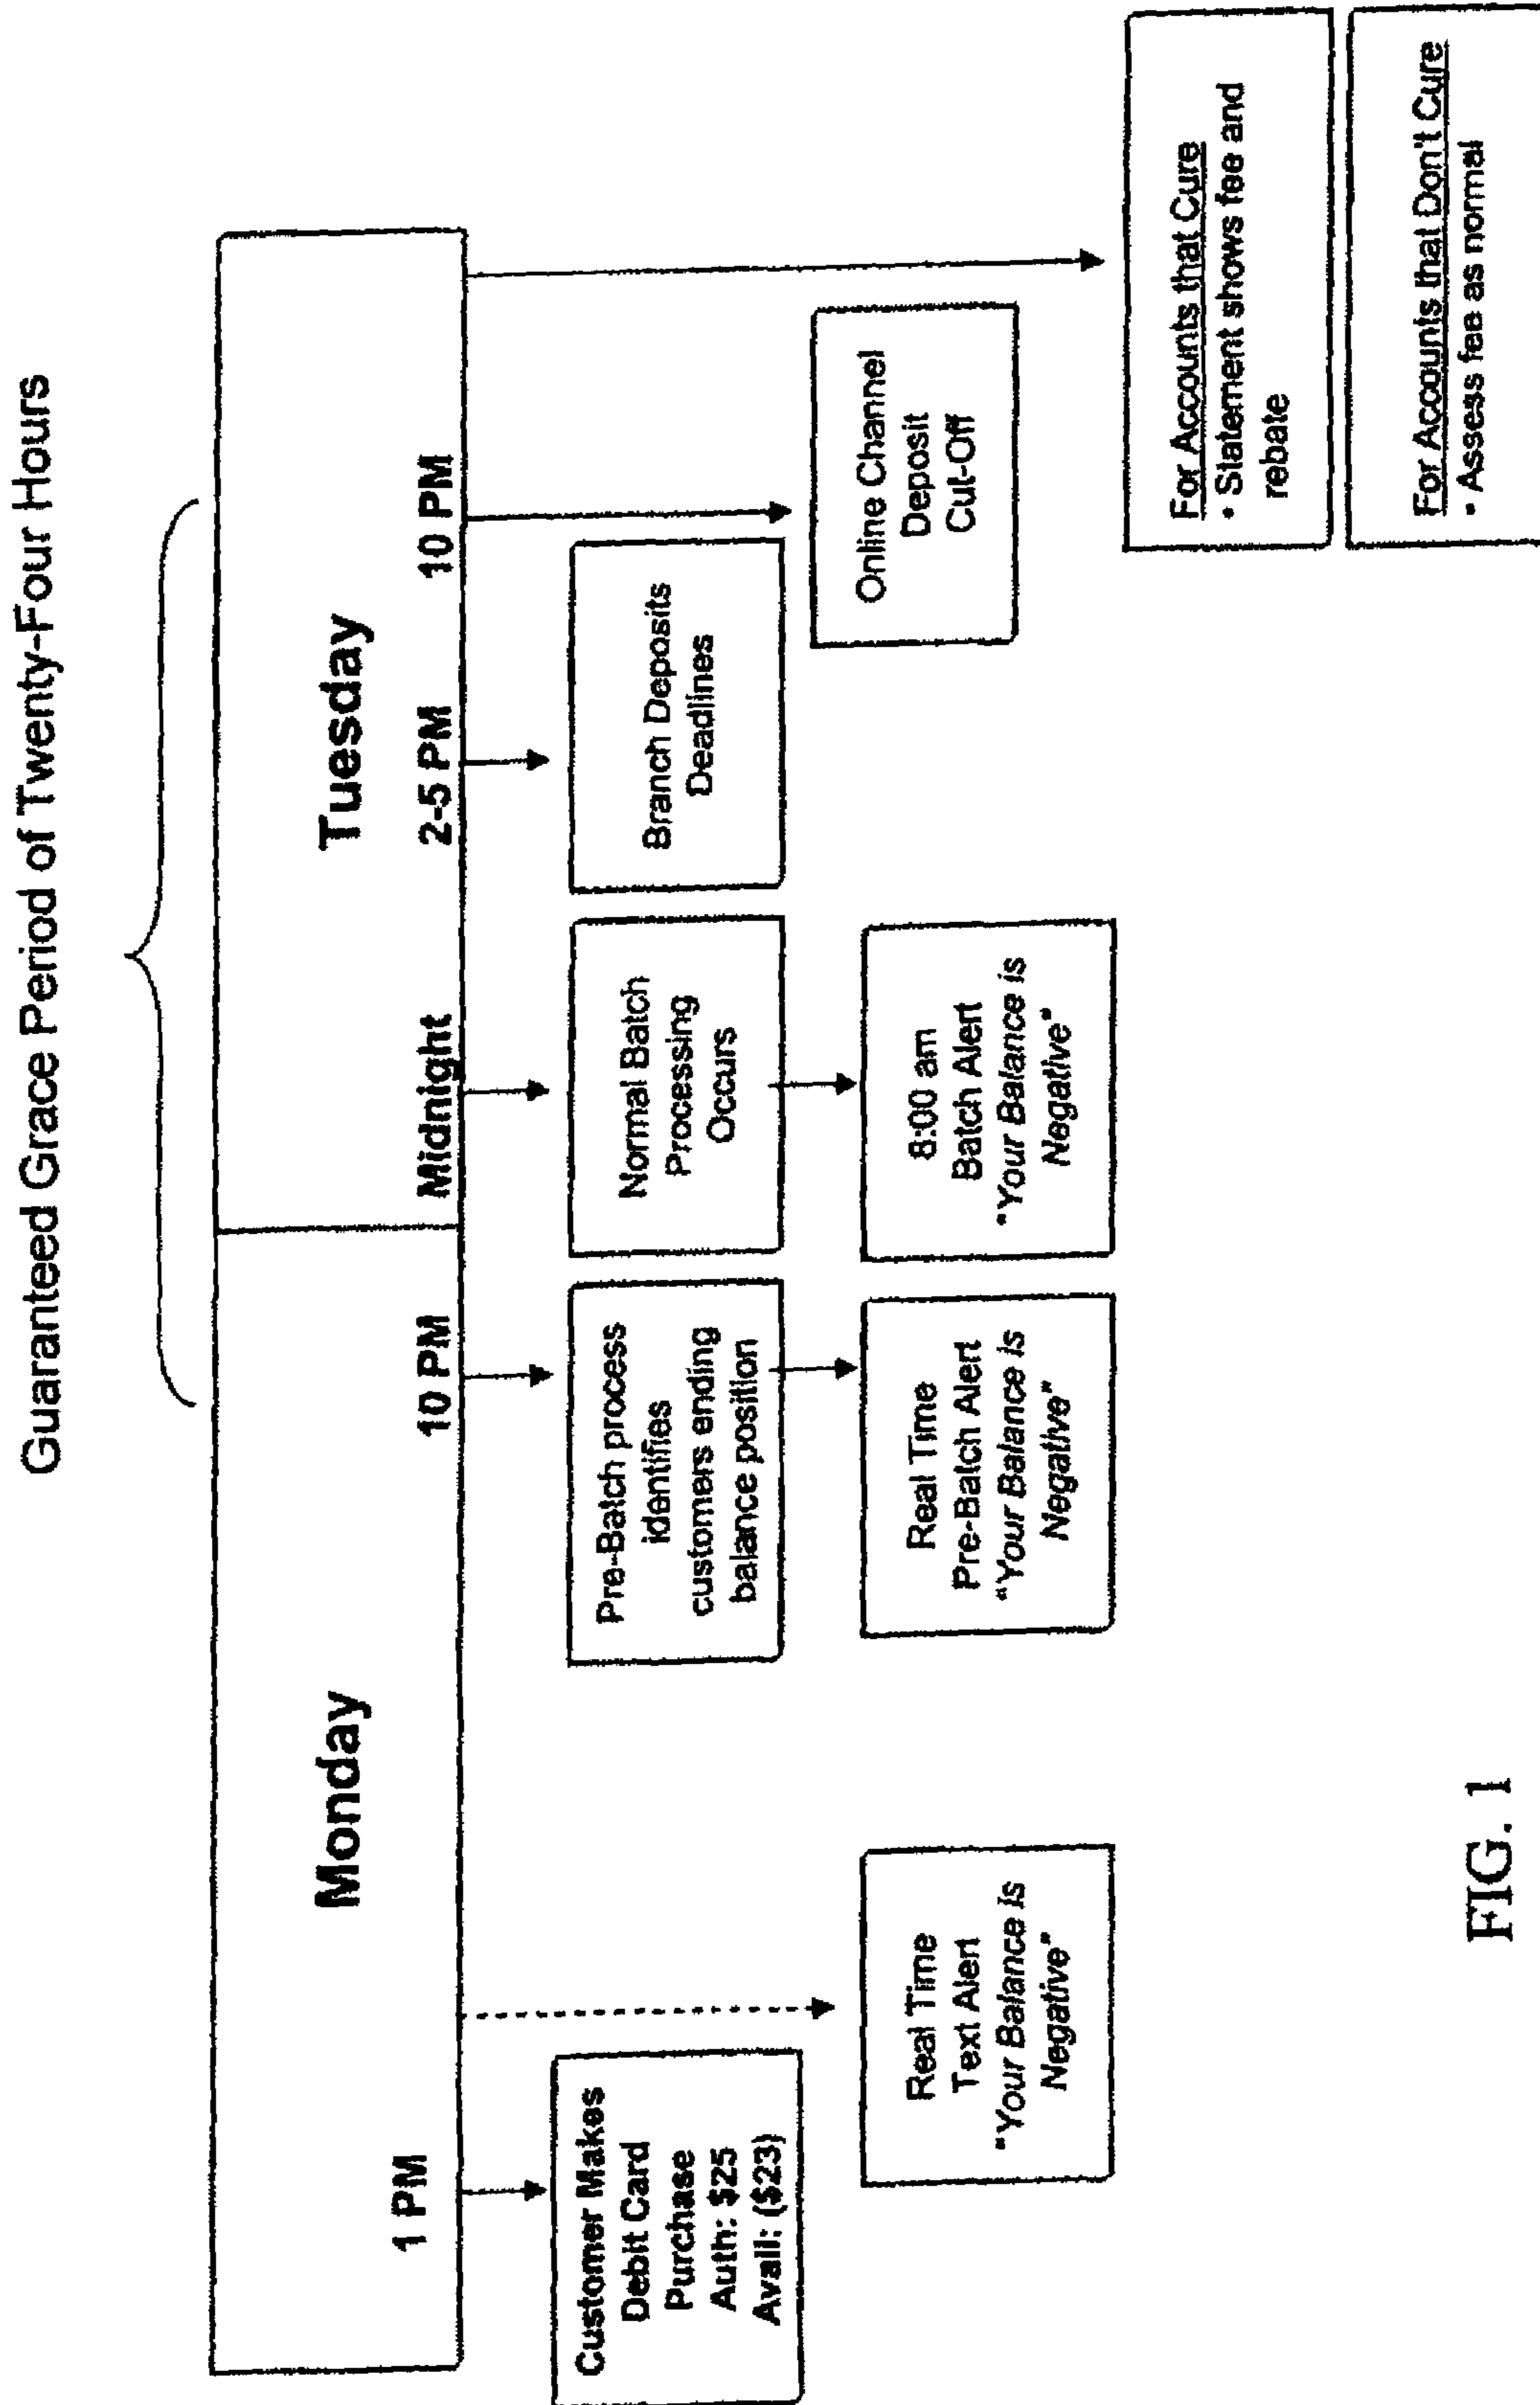 Guaranteed Grace Period of Twenty-Four Hours
Monday
Tuesday
1 PM
10 PM
Midnight
2-5 PM
10 PM
Customer Makes
Debit Card
Purchase
Auth: $25
Avail: ($23)
Real Time
Text Alert
"Your Balance is
Negative"
Pre-Batch process
identifies
customers ending
balance position
Real Time
Pre-Batch Alert
"Your Balance is
Negative"
Normal Batch
Processing
Occurs
8:00 am
Batch Alert
"Your Balance is
Negative"
Branch Deposits
Deadlines
Online Channel
Deposit
Cut-Off
For Accounts that Cure
• Statement shows fee and
rebate
For Accounts that Don't Cure
• Assess fee as normal
FIG. 1